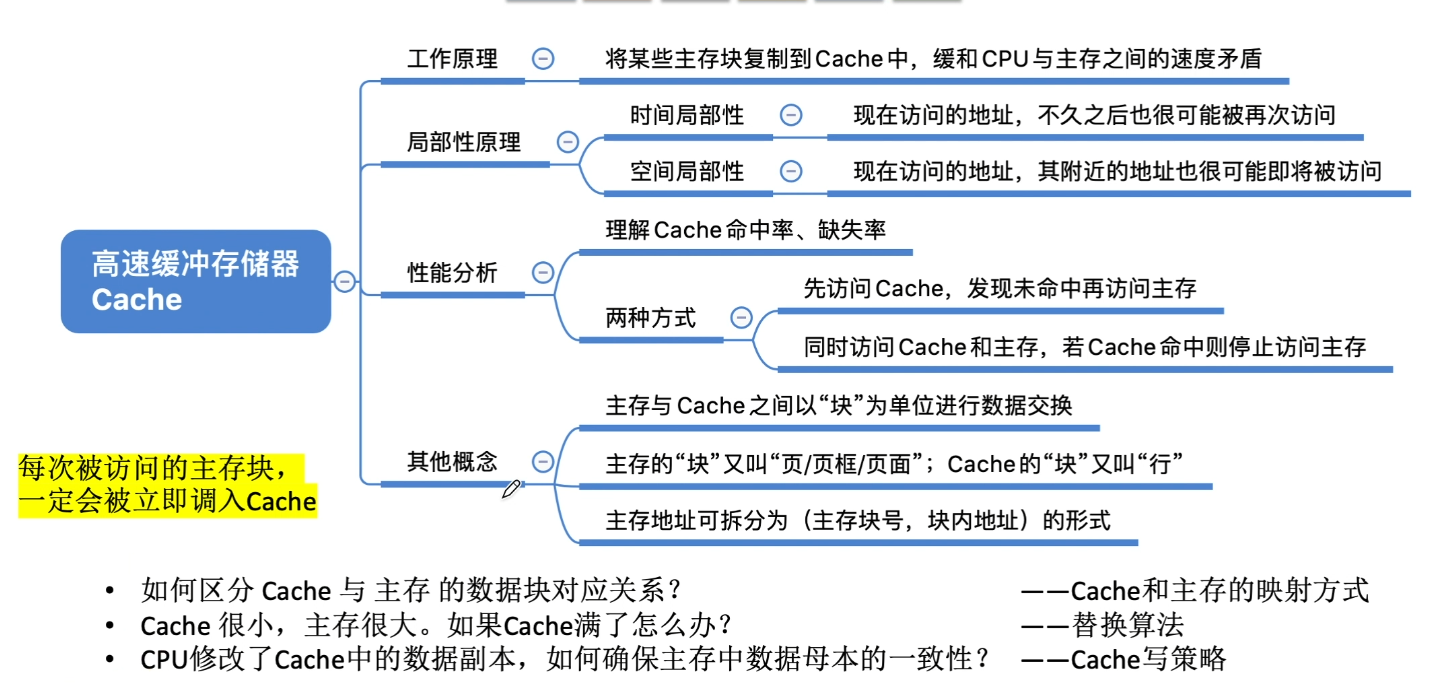 工作原理
将某些主存块复制到Cache中，缓和CPU与主存之间的速度矛盾
局部性原理
时间局部性
现在访问的地址，不久之后也很可能被再次访问
空间局部性
现在访问的地址，其附近的地址也很可能即将被访问
高速缓冲存储器
Cache
性能分析
理解Cache命中率、缺失率
两种方式
先访问Cache，发现未命中再访问主存
同时访问Cache和主存，若Cache命中则停止访问主存
其他概念
主存与Cache之间以“块”为单位进行数据交换
主存的“块”又叫“页/页框/页面”；Cache的“块”又叫“行”
主存地址可拆分为（主存块号，块内地址）的形式
每次被访问的主存块，
一定会被立即调入Cache
• 如何区分 Cache 与 主存 的数据块对应关系？ ——Cache和主存的映射方式
• Cache 很小，主存很大。如果Cache满了怎么办？ ——替换算法
• CPU修改了Cache中的数据副本，如何确保主存中数据母本的一致性？ ——Cache写策略